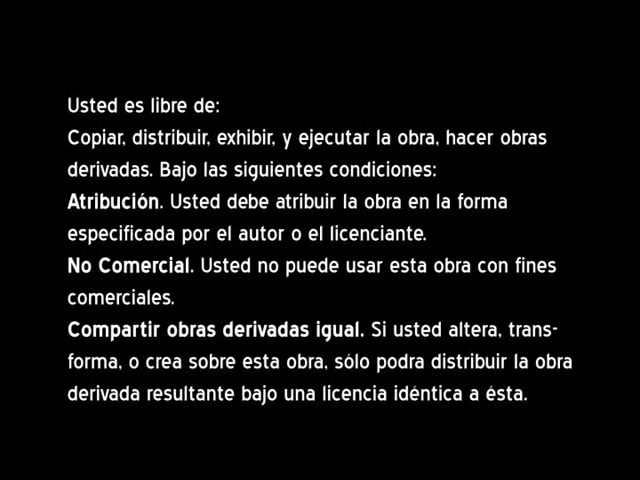 Usted es libre de:
Copiar, distribuir, exhibir, y ejecutar la obra, hacer obras
derivadas. Bajo las siguientes condiciones:
Atribución. Usted debe atribuir la obra en la forma
especificada por el autor o el licenciante.
No Comercial. Usted no puede usar esta obra con fines
comerciales.
Compartir obras derivadas igual. Si usted altera, trans-
forma, o crea sobre esta obra, sólo podra distribuir la obra
derivada resultante bajo una licencia idéntica a ésta.